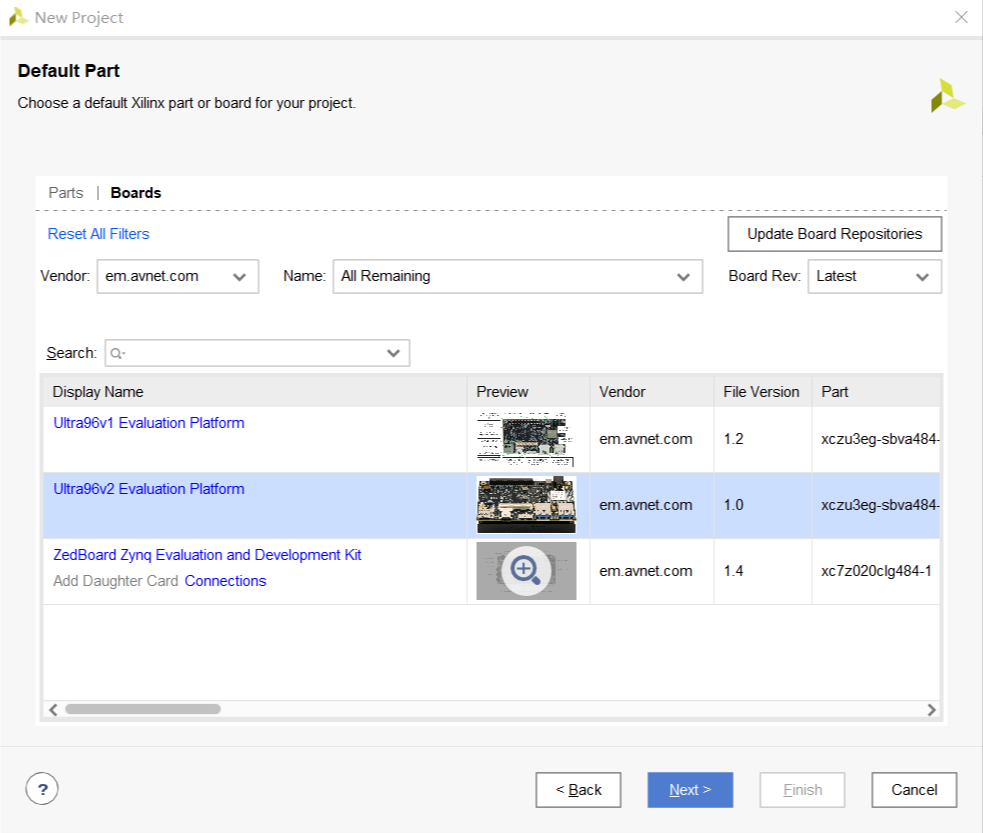 New Project
Default Part
Choose a default Xilinx part or board for your project.
Parts | Boards
Reset All Filters
Update Board Repositories
Vendor: em.avnet.com Name: All Remaining Board Rev: Latest
Search:
Display Name Preview Vendor File Version Part
Ultra96v1 Evaluation Platform em.avnet.com 1.2 xczu3eg-sbva484-
Ultra96v2 Evaluation Platform em.avnet.com 1.0 xczu3eg-sbva484-
ZedBoard Zynq Evaluation and Development Kit em.avnet.com 1.4 xc7z020clg484-1
Add Daughter Card Connections
? < Back Next > Finish Cancel